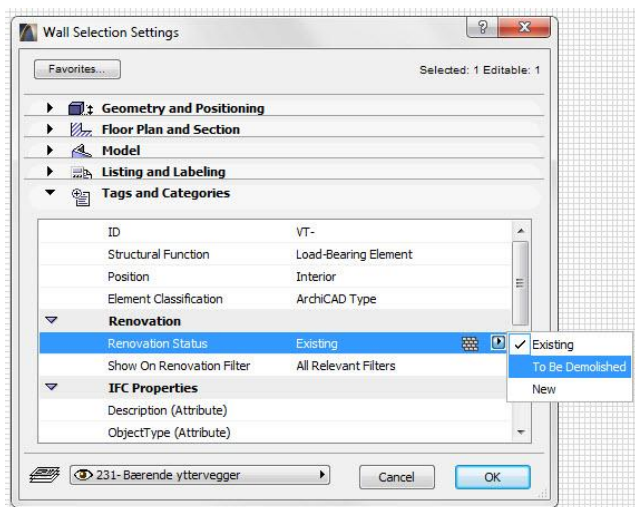 Wall Selection Settings
?
Favorites...
Selected: 1 Editable: 1
Geometry and Positioning
Floor Plan and Section
Model
Listing and Labeling
Tags and Categories
ID VT-
Structural Function Load-Bearing Element
Position Interior
Element Classification ArchiCAD Type
Renovation
Renovation Status Existing
Show On Renovation Filter All Relevant Filters
IFC Properties
Description (Attribute)
ObjectType (Attribute)
Existing
To Be Demolished
New
231- Bærende yttervegger
Cancel
OK